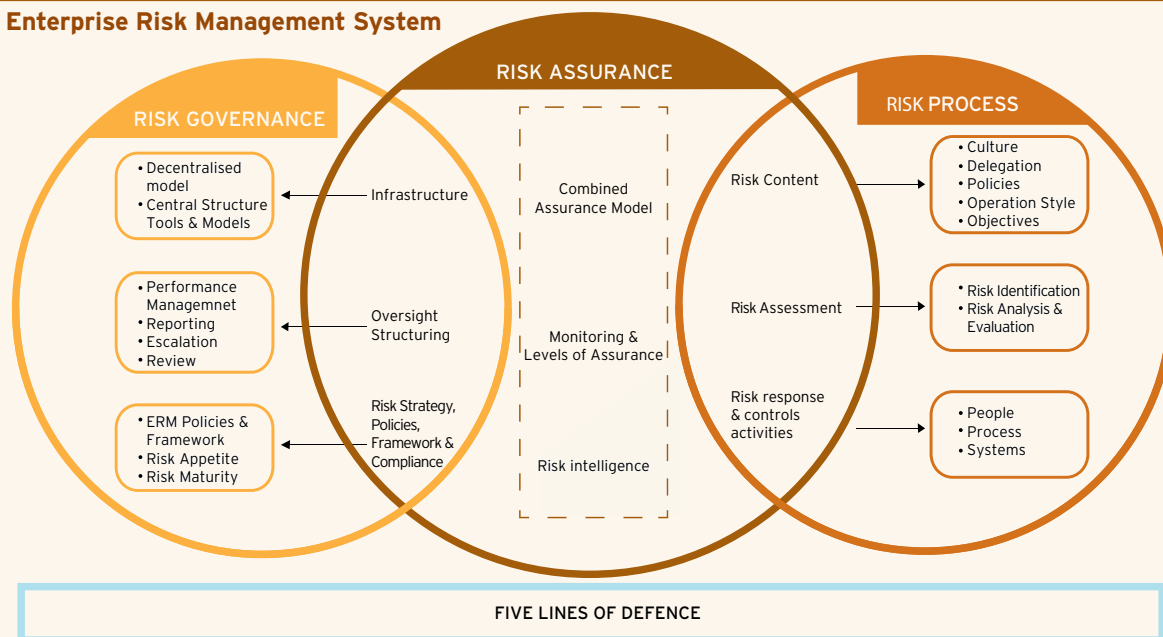 Enterprise Risk Management System
RISK GOVERNANCE
• Decentralised
model
• Central Structure
Tools & Models
Infrastructure
• Performance
Managemnet
• Reporting
• Escalation
• Review
Oversight
Structuring
• ERM Policies &
Framework
• Risk Appetite
• Risk Maturity
Risk Strategy,
Policies,
Framework &
Compliance
RISK ASSURANCE
Combined
Assurance Model
Monitoring &
Levels of Assurance
Risk intelligence
RISK PROCESS
Risk Content
• Culture
• Delegation
• Policies
• Operation Style
• Objectives
Risk Assessment
• Risk Identification
• Risk Analysis &
Evaluation
Risk response
& controls
activities
• People
• Process
• Systems
FIVE LINES OF DEFENCE